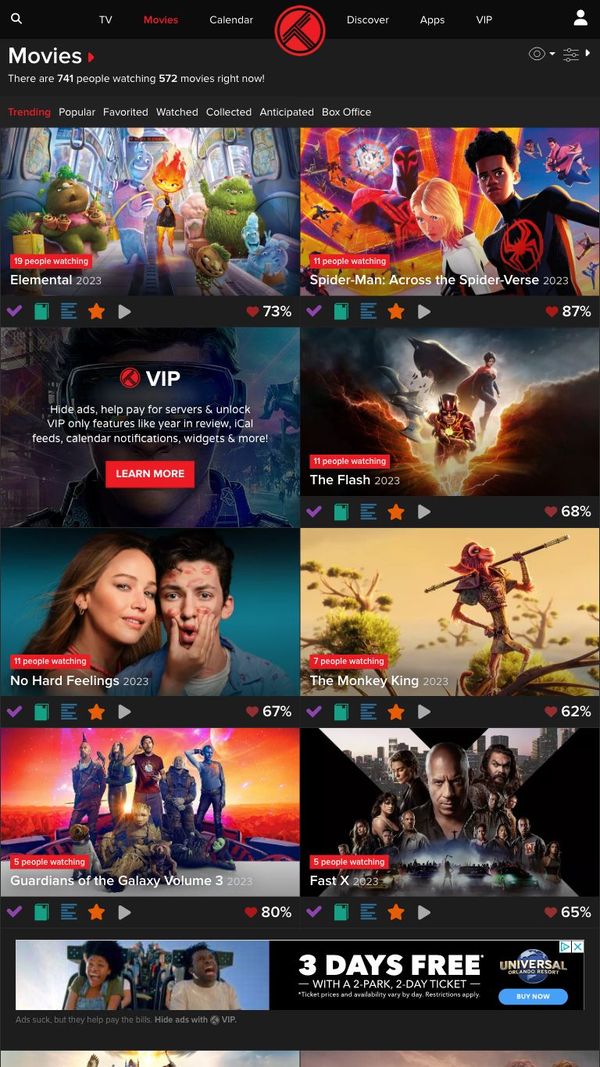 TV Movies Calendar Discover Apps VIP
Movies
There are 741 people watching 572 movies right now!
Trending Popular Favorited Watched Collected Anticipated Box Office
19 people watching
Elemental 2023
73%
11 people watching
Spider-Man: Across the Spider-Verse 2023
87%
VIP
Hide ads, help pay for servers & unlock
VIP only features like year in review, iCal
feeds, calendar notifications, widgets & more!
LEARN MORE
11 people watching
The Flash 2023
68%
11 people watching
No Hard Feelings 2023
67%
7 people watching
The Monkey King 2023
62%
5 people watching
Guardians of the Galaxy Volume 3 2023
80%
5 people watching
Fast X 2023
65%
3 DAYS FREE*
— WITH A 2-PARK, 2-DAY TICKET —
*Ticket prices and availability vary by day. Restrictions apply.
UNIVERSAL
ORLANDO RESORT
BUY NOW
Ads suck, but they help pay the bills. Hide ads with VIP.